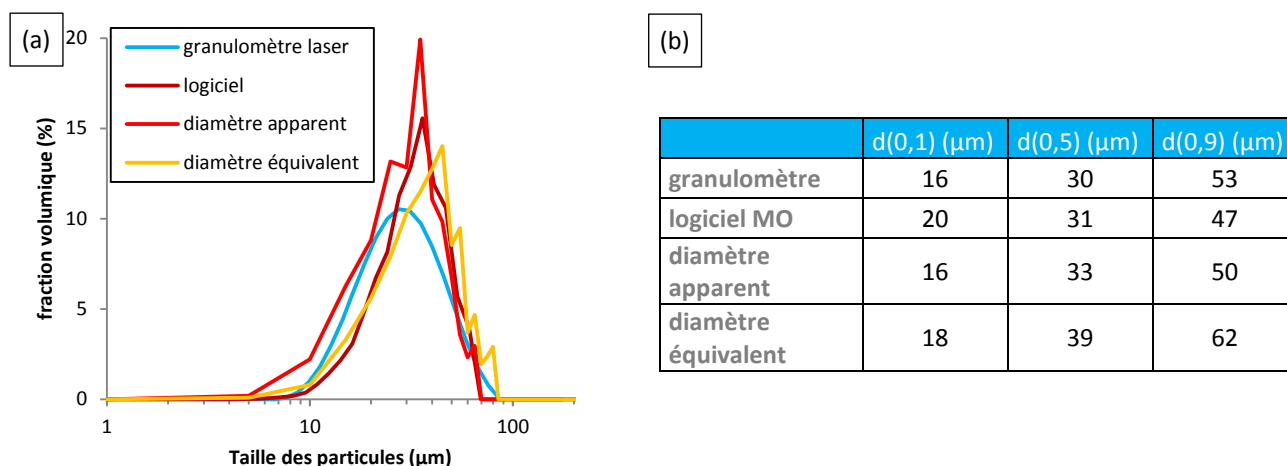 (a)
fraction volumique (%)
20
15
10
5
0
granulomètre laser
logiciel
diamètre apparent
diamètre équivalent
1
10
100
Taille des particules (µm)
(b)
d(0,1) (µm) d(0,5) (µm) d(0,9) (µm)
granulomètre 16 30 53
logiciel MO 20 31 47
diamètre
apparent 16 33 50
diamètre
équivalent 18 39 62